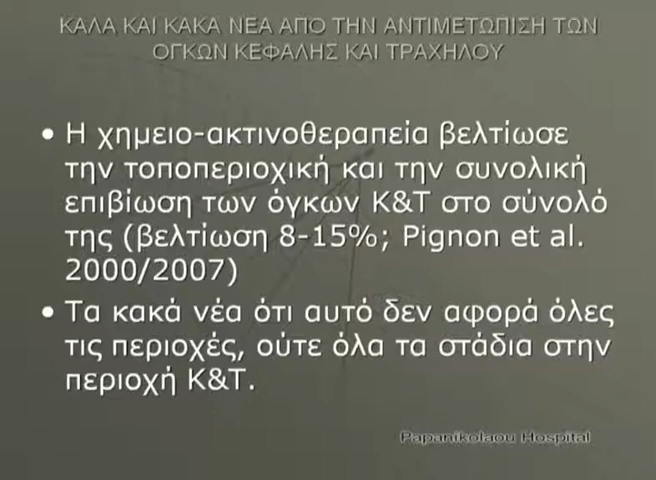 ΚΑΛΑ ΚΑΙ ΚΑΚΑ ΝΕΑ ΑΠΟ ΤΗΝ ΑΝΤΙΜΕΤΩΠΙΣΗ ΤΩΝ
ΟΓΚΩΝ ΚΕΦΑΛΗΣ ΚΑΙ ΤΡΑΧΗΛΟΥ
• Η χημειο-ακτινοθεραπεία βελτίωσε
την τοποπεριοχική και την συνολική
επιβίωση των όγκων Κ&Τ στο σύνολό
της (βελτίωση 8-15%; Pignon et al.
2000/2007)
• Τα κακά νέα ότι αυτό δεν αφορά όλες
τις περιοχές, ούτε όλα τα στάδια στην
περιοχή Κ&Τ.
Papanikolaou Hospital